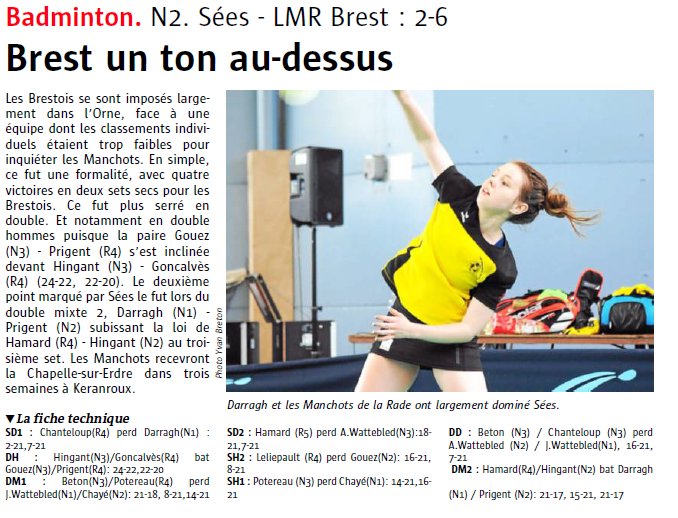 Badminton. N2. Sées - LMR Brest : 2-6
Brest un ton au-dessus
Les Brestois se sont imposés large-
ment dans l'Orne, face à une
équipe dont les classements indivi-
duels étaient trop faibles pour
inquiéter les Manchots. En simple,
ce fut une formalité, avec quatre
victoires en deux sets secs pour les
Brestois. Ce fut plus serré en
double. Et notamment en double
hommes puisque la paire Gouez
(N3) - Prigent (R4) s'est inclinée
devant Hingant (N3) - Goncalvès
(R4) (24-22, 22-20). Le deuxième
point marqué par Sées le fut lors du
double mixte 2, Darragh (N1) -
Prigent (N2) subissant la loi de
Hamard (R4) - Hingant (N2) au troi-
sième set. Les Manchots recevront
la Chapelle-sur-Erdre dans trois
semaines à Keranroux.
Photo Yvan Breton
Darragh et les Manchots de la Rade ont largement dominé Sées.
▼La fiche technique
SD1 : Chanteloup(R4) perd Darragh(N1) :
2-21,7-21
DH : Hingant(N3)/Goncalvès(R4) bat
Gouez(N3)/Prigent(R4): 24-22,22-20
DM1 : Beton(N3)/Potereau(R4) perd
J.Wattebled(N1)/Chayé(N2): 21-18, 8-21,14-21
SD2 : Hamard (R5) perd A.Wattebled(N3):18-
21,7-21
SH2 : Leliepault (R4) perd Gouez(N2): 16-21,
8-21
SH1 : Potereau (N3) perd Chayé(N1): 14-21,16-
21
DD : Beton (N3) / Chanteloup (N3) perd
A.Wattebled (N2) / J.Wattebled(N1), 16-21,
7-21
DM2 : Hamard(R4)/Hingant(N2) bat Darragh
(N1) / Prigent (N2): 21-17, 15-21, 21-17